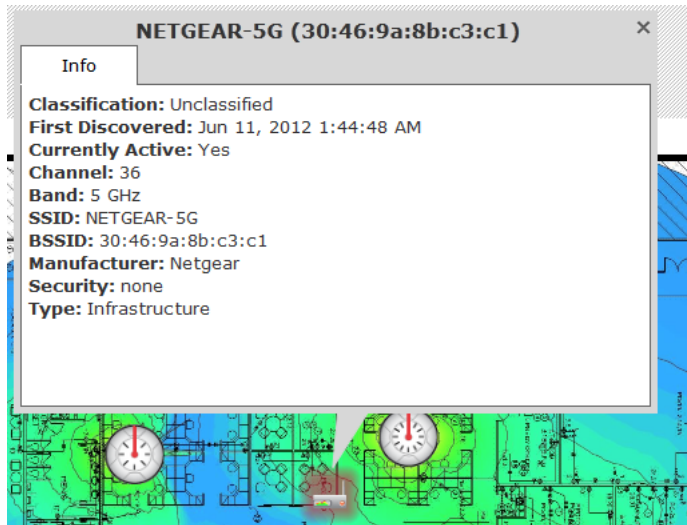 NETGEAR-5G (30:46:9a:8b:c3:c1)
×
Info
Classification: Unclassified
First Discovered: Jun 11, 2012 1:44:48 AM
Currently Active: Yes
Channel: 36
Band: 5 GHz
SSID: NETGEAR-5G
BSSID: 30:46:9a:8b:c3:c1
Manufacturer: Netgear
Security: none
Type: Infrastructure